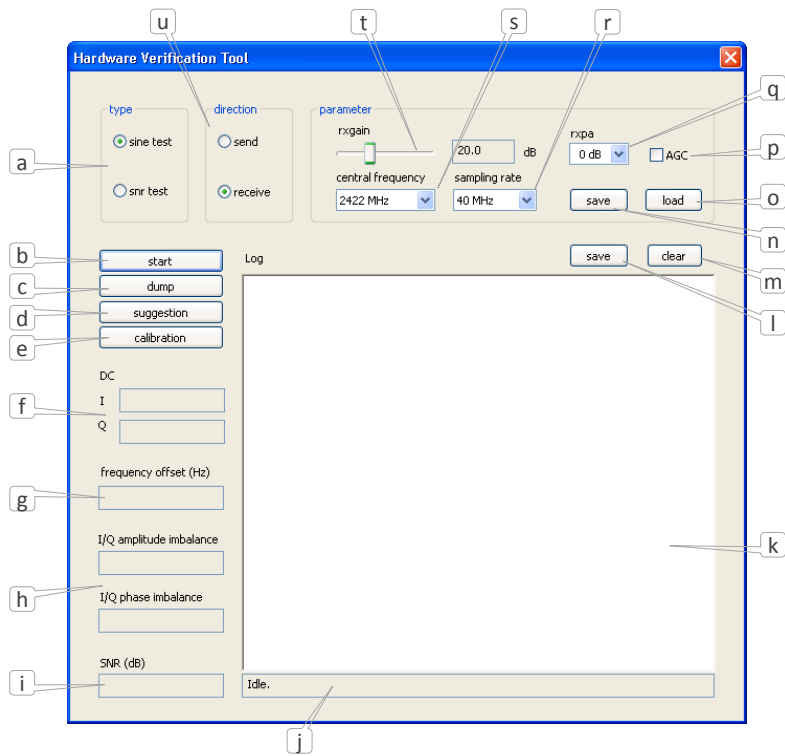 u
t
s
r
Hardware Verification Tool
q
type
direction
parameter
rxgain
rxpa
sine test
send
20.0
dB
0 dB
AGC
p
a
central frequency
sampling rate
snr test
receive
2422 MHz
40 MHz
save
load
o
n
b
start
Log
save
clear
m
c
dump
d
suggestion
l
e
calibration
DC
I
f
Q
frequency offset (Hz)
g
I/Q amplitude imbalance
k
h
I/Q phase imbalance
SNR (dB)
i
Idle.
j